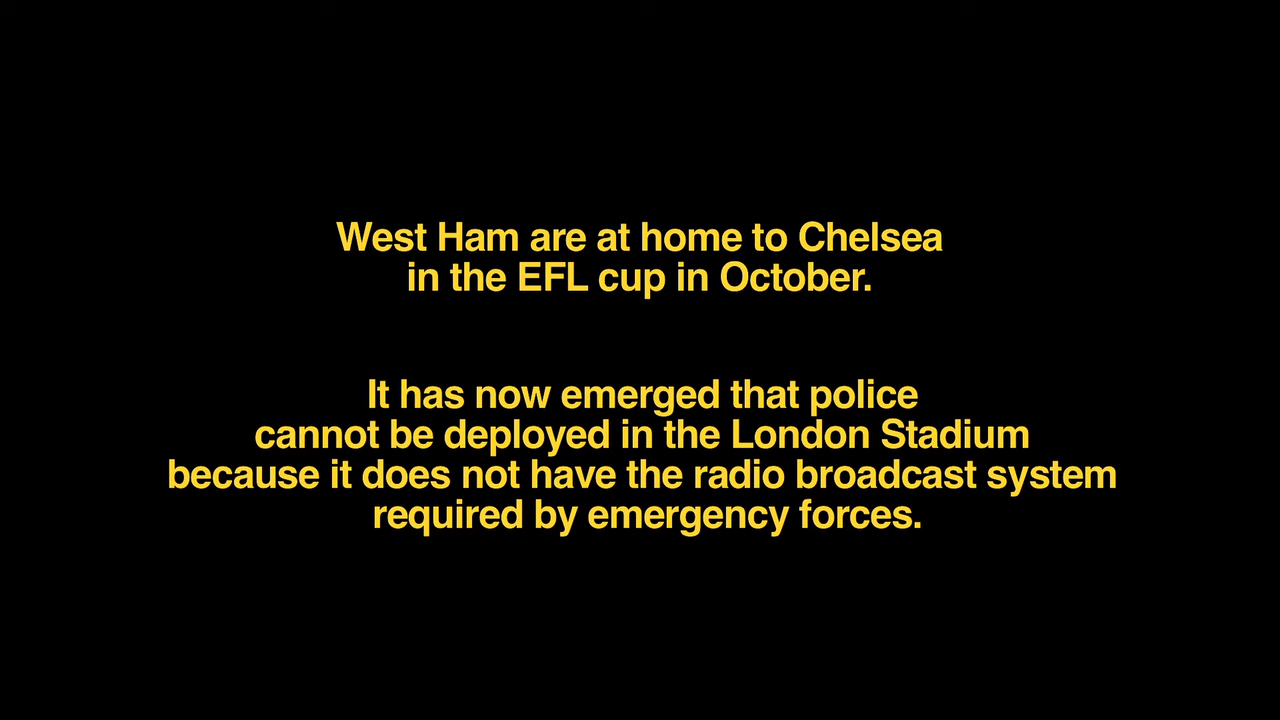 West Ham are at home to Chelsea
in the EFL cup in October.
It has now emerged that police
cannot be deployed in the London Stadium
because it does not have the radio broadcast system
required by emergency forces.